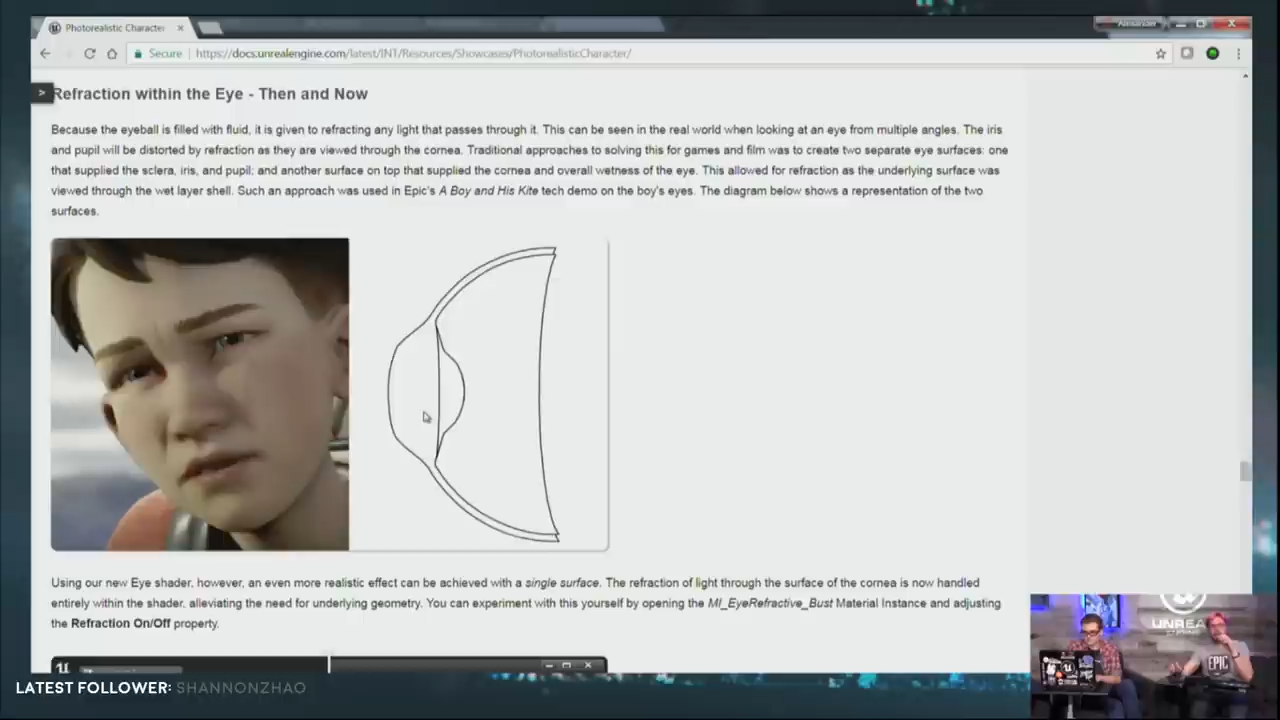 Photorealistic Character
Alexander
Secure
https://docs.unrealengine.com/latest/INT/Resources/Showcases/PhotorealisticCharacter/
>
Refraction within the Eye - Then and Now
Because the eyeball is filled with fluid, it is given to refracting any light that passes through it. This can be seen in the real world when looking at an eye from multiple angles. The iris
and pupil will be distorted by refraction as they are viewed through the cornea. Traditional approaches to solving this for games and film was to create two separate eye surfaces: one
that supplied the sclera, iris, and pupil; and another surface on top that supplied the cornea and overall wetness of the eye. This allowed for refraction as the underlying surface was
viewed through the wet layer shell. Such an approach was used in Epic's A Boy and His Kite tech demo on the boy's eyes. The diagram below shows a representation of the two
surfaces.
Using our new Eye shader, however, an even more realistic effect can be achieved with a single surface. The refraction of light through the surface of the cornea is now handled
entirely within the shader, alleviating the need for underlying geometry. You can experiment with this yourself by opening the MI_EyeRefractive_Bust Material Instance and adjusting
the Refraction On/Off property.
UNREA
EPIC
LATEST FOLLOWER: SHANNONZHAO